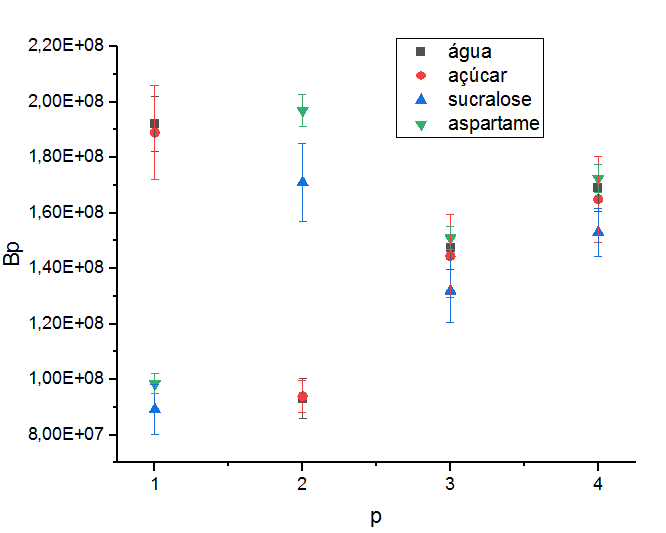 água
açúcar
sucralose
aspartame
2,20E+08
2,00E+08
1,80E+08
1,60E+08
1,40E+08
1,20E+08
1,00E+08
8,00E+07
Bp
1 2 3 4
p